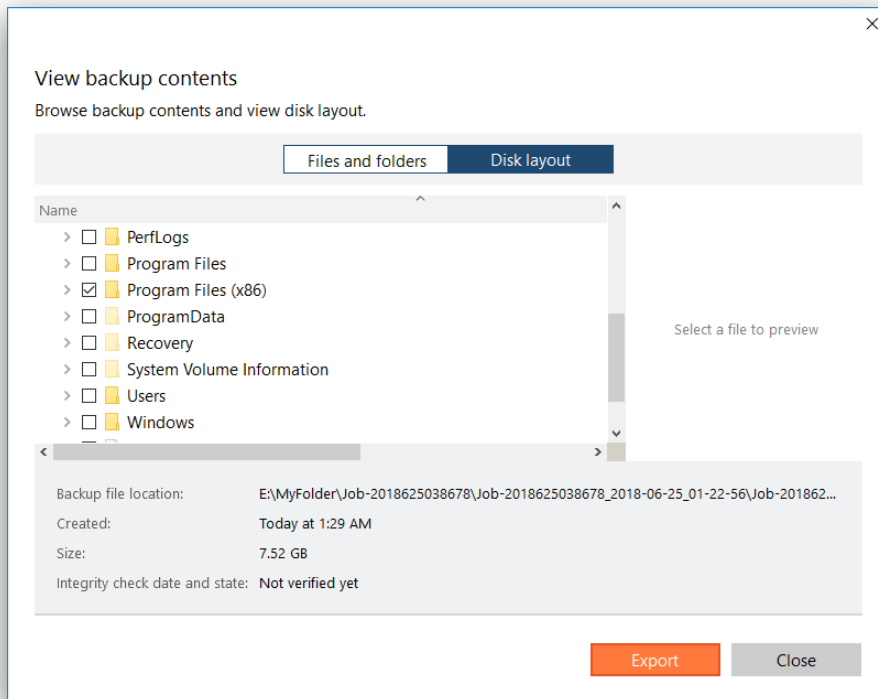 View backup contents
Browse backup contents and view disk layout.
Files and folders
Disk layout
Name
PerfLogs
Program Files
Program Files (x86)
ProgramData
Recovery
System Volume Information
Users
Windows
Select a file to preview
Backup file location: E:\MyFolder\Job-2018625038678\Job-2018625038678_2018-06-25_01-22-56\Job-201862...
Created: Today at 1:29 AM
Size: 7.52 GB
Integrity check date and state: Not verified yet
Export
Close